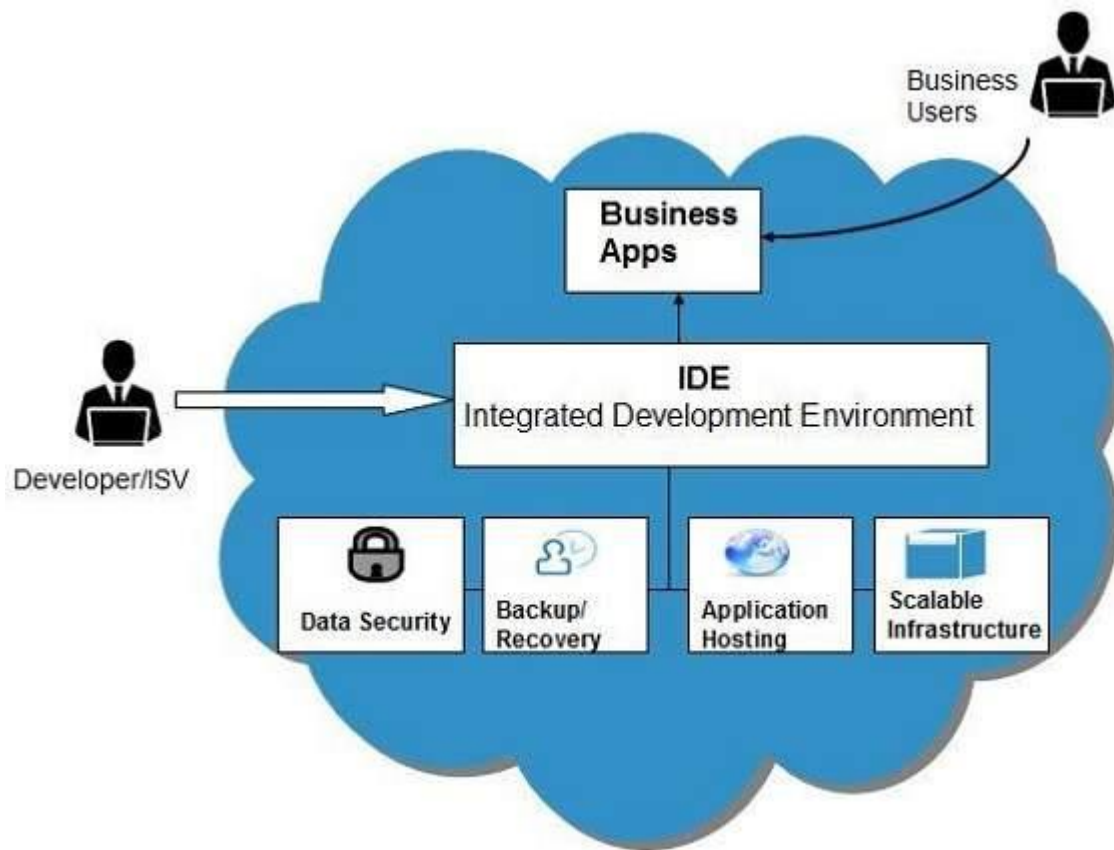 Business
Users
Business
Apps
IDE
Integrated Development Environment
Developer/ISV
Data Security
Backup/
Recovery
Application
Hosting
Scalable
Infrastructure